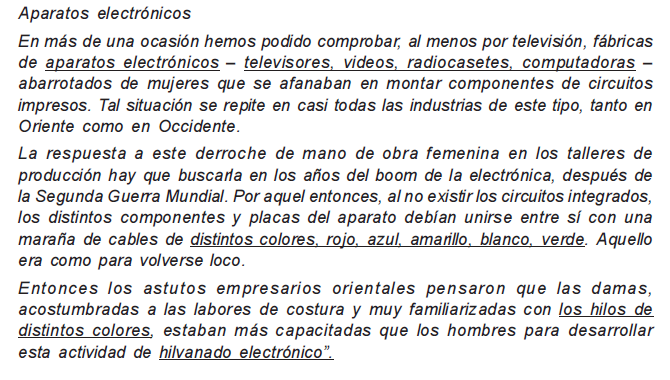 Aparatos electrónicos
En más de una ocasión hemos podido comprobar, al menos por televisión, fábricas
de aparatos electrónicos – televisores, videos, radiocasetes, computadoras –
abarrotados de mujeres que se afanaban en montar componentes de circuitos
impresos. Tal situación se repite en casi todas las industrias de este tipo, tanto en
Oriente como en Occidente.
La respuesta a este derroche de mano de obra femenina en los talleres de
producción hay que buscarla en los años del boom de la electrónica, después de
la Segunda Guerra Mundial. Por aquel entonces, al no existir los circuitos integrados,
los distintos componentes y placas del aparato debían unirse entre sí con una
maraña de cables de distintos colores, rojo, azul, amarillo, blanco, verde. Aquello
era como para volverse loco.
Entonces los astutos empresarios orientales pensaron que las damas,
acostumbradas a las labores de costura y muy familiarizadas con los hilos de
distintos colores, estaban más capacitadas que los hombres para desarrollar
esta actividad de hilvanado electrónico”.